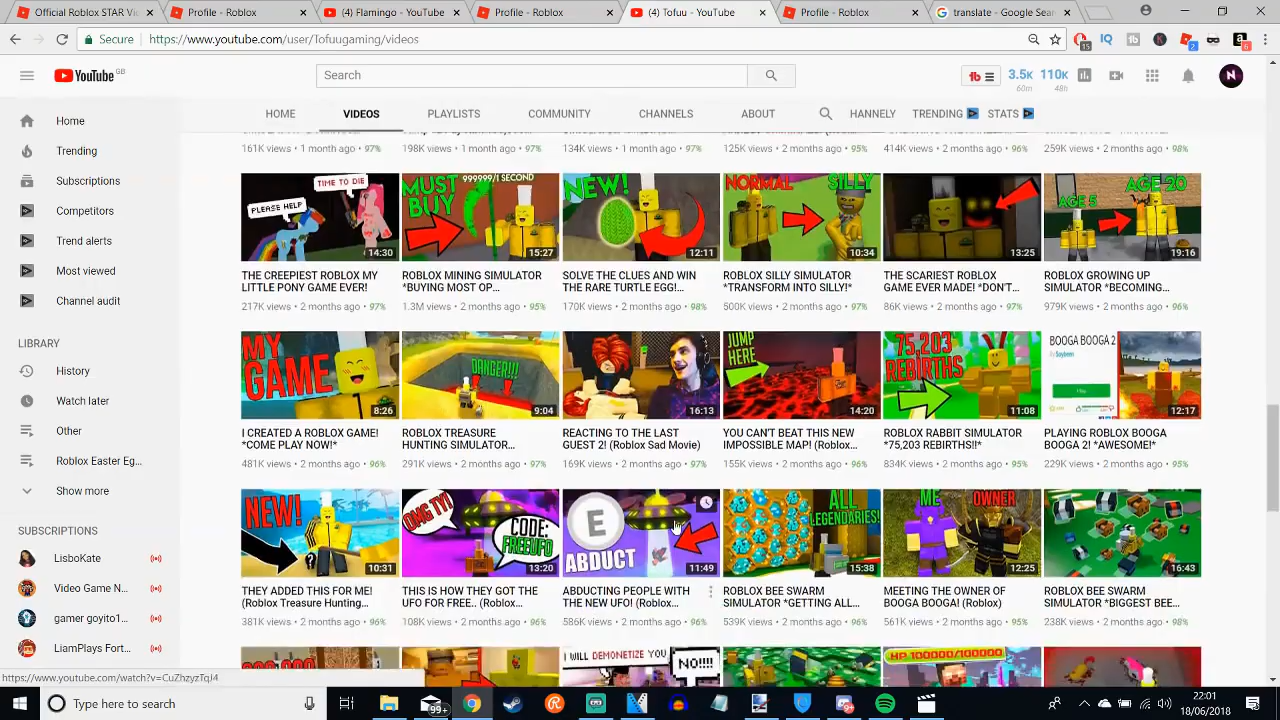 Roblox STAR Vide
Profile - Roblox
(4) Flamingo - YouTube
Profile - Roblox
(4) Tofuu - YouTube
Profile - Roblox
translate - Google Sea
Secure
https://www.youtube.com/user/Tofuugaming/videos
15
2
6
YouTube GB
Search
tb
3.5K
60m
110K
48h
N
HOME
VIDEOS
PLAYLISTS
COMMUNITY
CHANNELS
ABOUT
HANNELY
TRENDING
STATS
Home
Trending
Subscriptions
Competitors
Trend alerts
Most viewed
Channel audit
LIBRARY
History
Watch later
Other
Roblox Easter Eg...
Show more
SUBSCRIPTIONS
LisboKate
Video Game N...
gamer goyito1...
LiamPlays Fort...
161K views • 1 month ago • 97%
198K views • 1 month ago • 97%
134K views • 1 month ago • 97%
125K views • 2 months ago • 95%
414K views • 2 months ago • 96%
259K views • 2 months ago • 98%
PLEASE HELP
TIME TO DIE
14:30
MUST BUY
999999/1 SECOND
15:27
NEW!
12:11
NORMAL
SILLY
10:34
13:25
AGE 5
AGE 20
19:16
THE CREEPIEST ROBLOX MY
LITTLE PONY GAME EVER!
217K views • 2 months ago • 97%
ROBLOX MINING SIMULATOR
*BUYING MOST OP...
1.3M views • 2 months ago • 95%
SOLVE THE CLUES AND WIN
THE RARE TURTLE EGG!...
170K views • 2 months ago • 98%
ROBLOX SILLY SIMULATOR
*TRANSFORM INTO SILLY!*
500K views • 2 months ago • 97%
THE SCARIEST ROBLOX
GAME EVER MADE! *DON'T...
86K views • 2 months ago • 97%
ROBLOX GROWING UP
SIMULATOR *BECOMING...
979K views • 2 months ago • 96%
MY
GAME
8:26
DANGER!!!
9:04
16:13
JUMP
HERE
14:20
75,203
REBIRTHS
11:08
BOOGA BOOGA 2
By Soybeen
12:17
I CREATED A ROBLOX GAME!
*COME PLAY NOW!*
481K views • 2 months ago • 96%
ROBLOX TREASURE
HUNTING SIMULATOR...
291K views • 2 months ago • 97%
REACTING TO THE LAST
GUEST 2! (Roblox Sad Movie)
169K views • 2 months ago • 97%
YOU CAN'T BEAT THIS NEW
IMPOSSIBLE MAP! (Roblox...
155K views • 2 months ago • 96%
ROBLOX RABBIT SIMULATOR
*75,203 REBIRTHS!!*
834K views • 2 months ago • 95%
PLAYING ROBLOX BOOGA
BOOGA 2! *AWESOME!*
229K views • 2 months ago • 95%
NEW!
?
10:31
OMG TY!
CODE:
FREEUFO
13:20
E
ABDUCT
11:49
ALL
LEGENDARIES!
15:38
ME
OWNER
12:25
16:43
THEY ADDED THIS FOR ME!
(Roblox Treasure Hunting...
381K views • 2 months ago • 96%
THIS IS HOW THEY GOT THE
UFO FOR FREE.. (Roblox...
108K views • 2 months ago • 96%
ABDUCTING PEOPLE WITH
THE NEW UFO! (Roblox...
586K views • 2 months ago • 96%
ROBLOX BEE SWARM
SIMULATOR *GETTING ALL...
539K views • 2 months ago • 96%
MEETING THE OWNER OF
BOOGA BOOGA! (Roblox)
561K views • 2 months ago • 95%
ROBLOX BEE SWARM
SIMULATOR *BIGGEST BEE...
238K views • 2 months ago • 98%
I WILL DEMONETIZE YOU
NO!!!!
HP 100000/100000
https://www.youtube.com/watch?v=CuZhzyzTqJ4
Type here to search
99+
22:01
18/06/2018